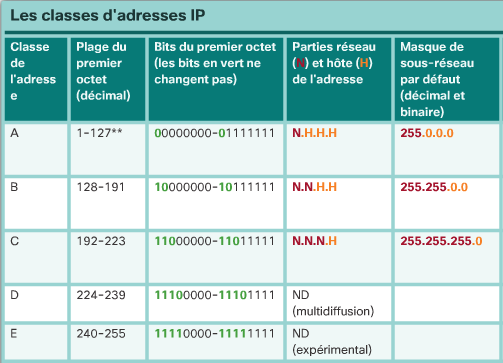 Les classes d'adresses IP
Classe de l'adresse
Plage du premier octet (décimal)
Bits du premier octet (les bits en vert ne changent pas)
Parties réseau (N) et hôte (H) de l'adresse
Masque de sous-réseau par défaut (décimal et binaire)
A 1-127** 00000000-01111111 N.H.H.H 255.0.0.0
B 128-191 10000000-10111111 N.N.H.H 255.255.0.0
C 192-223 11000000-11011111 N.N.N.H 255.255.255.0
D 224-239 11100000-11101111 ND (multidiffusion)
E 240-255 11110000-11111111 ND (expérimental)